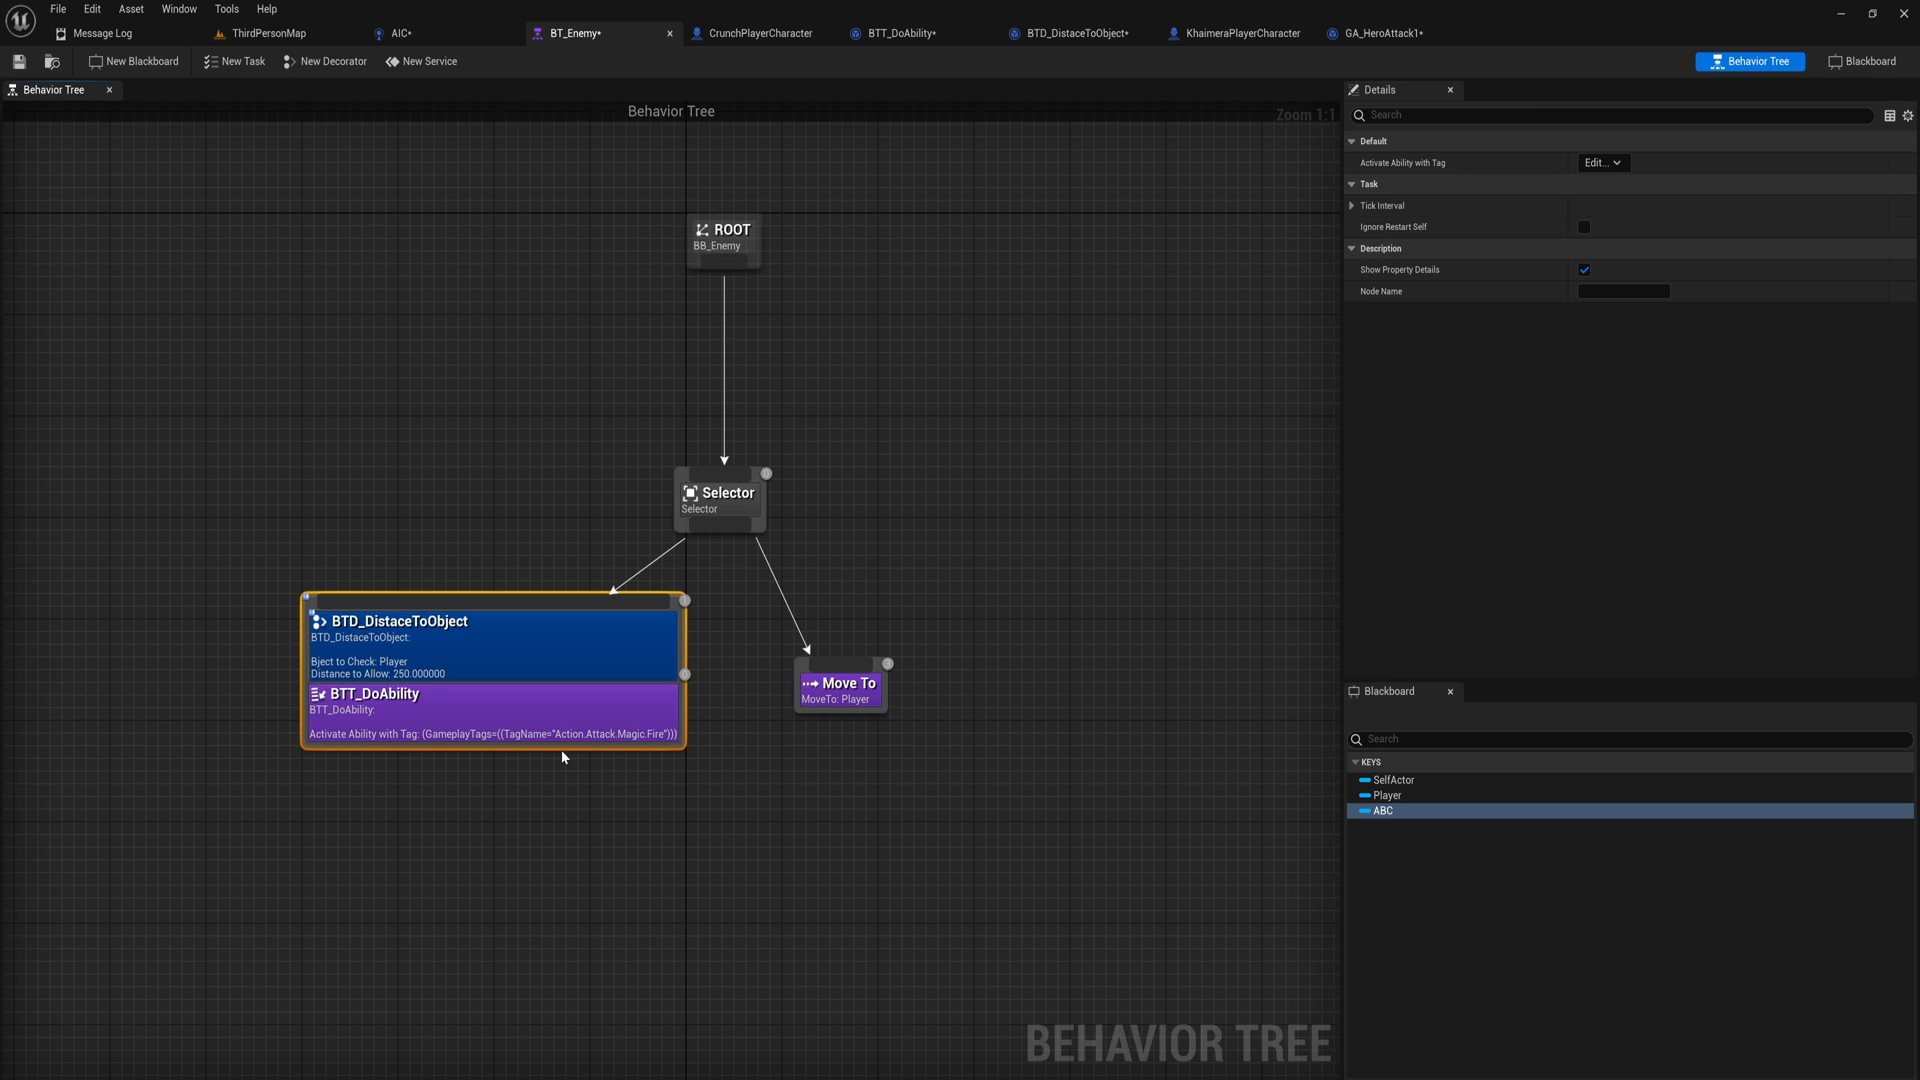 File Edit Asset Window Tools Help
Message Log ThirdPersonMap AIC* BT_Enemy* CrunchPlayerCharacter BTT_DoAbility* BTD_DistaceToObject* KhaimeraPlayerCharacter GA_HeroAttack1*
New Blackboard New Task New Decorator New Service Behavior Tree Blackboard
Behavior Tree
Behavior Tree
Zoom 1:1
ROOT
BB_Enemy
Selector
Selector
BTD_DistaceToObject
BTD_DistaceToObject:
Bject to Check: Player
Distance to Allow: 250.000000
BTT_DoAbility
BTT_DoAbility:
Activate Ability with Tag: (GameplayTags=((TagName="Action.Attack.Magic.Fire")))
Move To
MoveTo: Player
BEHAVIOR TREE
Details
Search
Default
Activate Ability with Tag Edit...
Task
Tick Interval
Ignore Restart Self
Description
Show Property Details
Node Name
Blackboard
Search
KEYS
SelfActor
Player
ABC